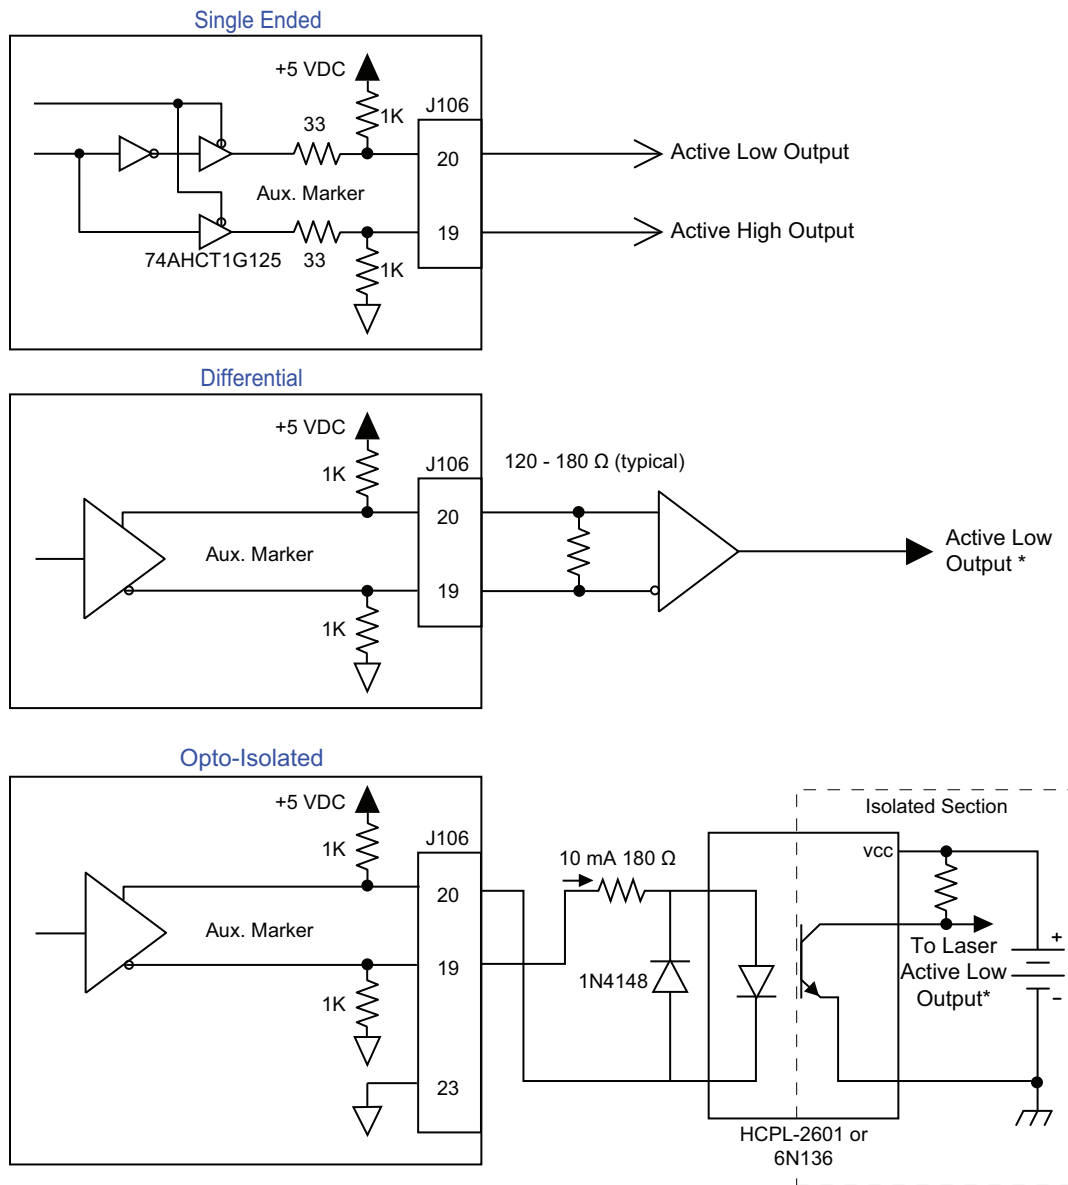 Single Ended
+5 VDC
J106
1K
33
20
Active Low Output
Aux. Marker
19
Active High Output
74AHCT1G125
33
1K
Differential
+5 VDC
J106
120 - 180 Ω (typical)
1K
20
Aux. Marker
Active Low
Output *
19
1K
Opto-Isolated
+5 VDC
Isolated Section
J106
1K
10 mA 180 Ω
vcc
20
Aux. Marker
+
To Laser
Active Low
Output*
19
1N4148
–
1K
23
HCPL-2601 or
6N136